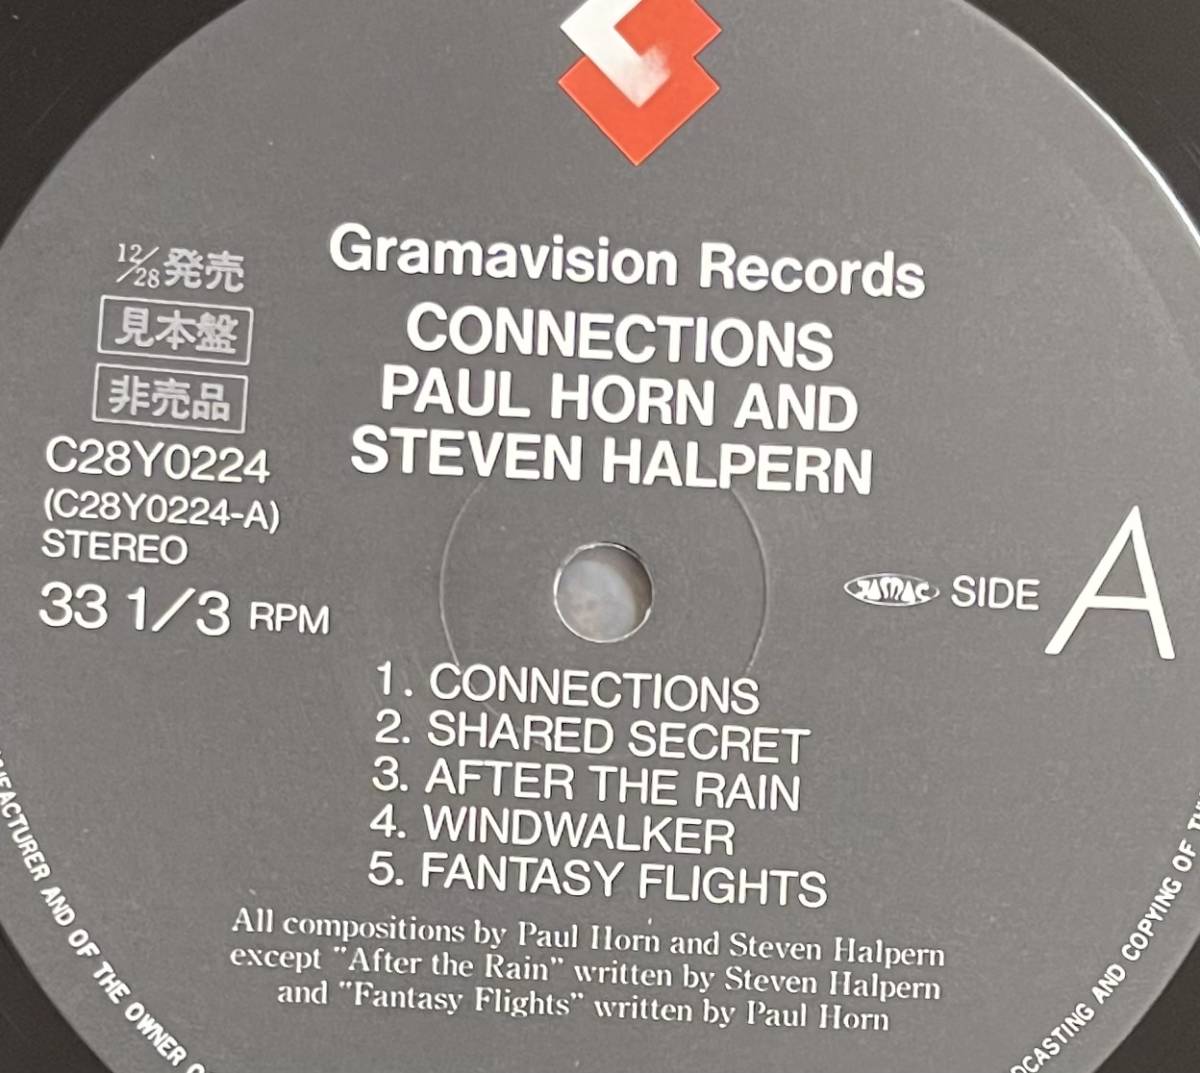 Gramavision Records
CONNECTIONS
PAUL HORN AND
STEVEN HALPERN
12/28発売
見本盤
非売品
C28Y0224
(C28Y0224-A)
STEREO
33 1/3 RPM
JASRAC SIDE A
1. CONNECTIONS
2. SHARED SECRET
3. AFTER THE RAIN
4. WINDWALKER
5. FANTASY FLIGHTS
All compositions by Paul Horn and Steven Halpern
except "After the Rain" written by Steven Halpern
and "Fantasy Flights" written by Paul Horn
AND OF THE OWNER
AND COPYING OF